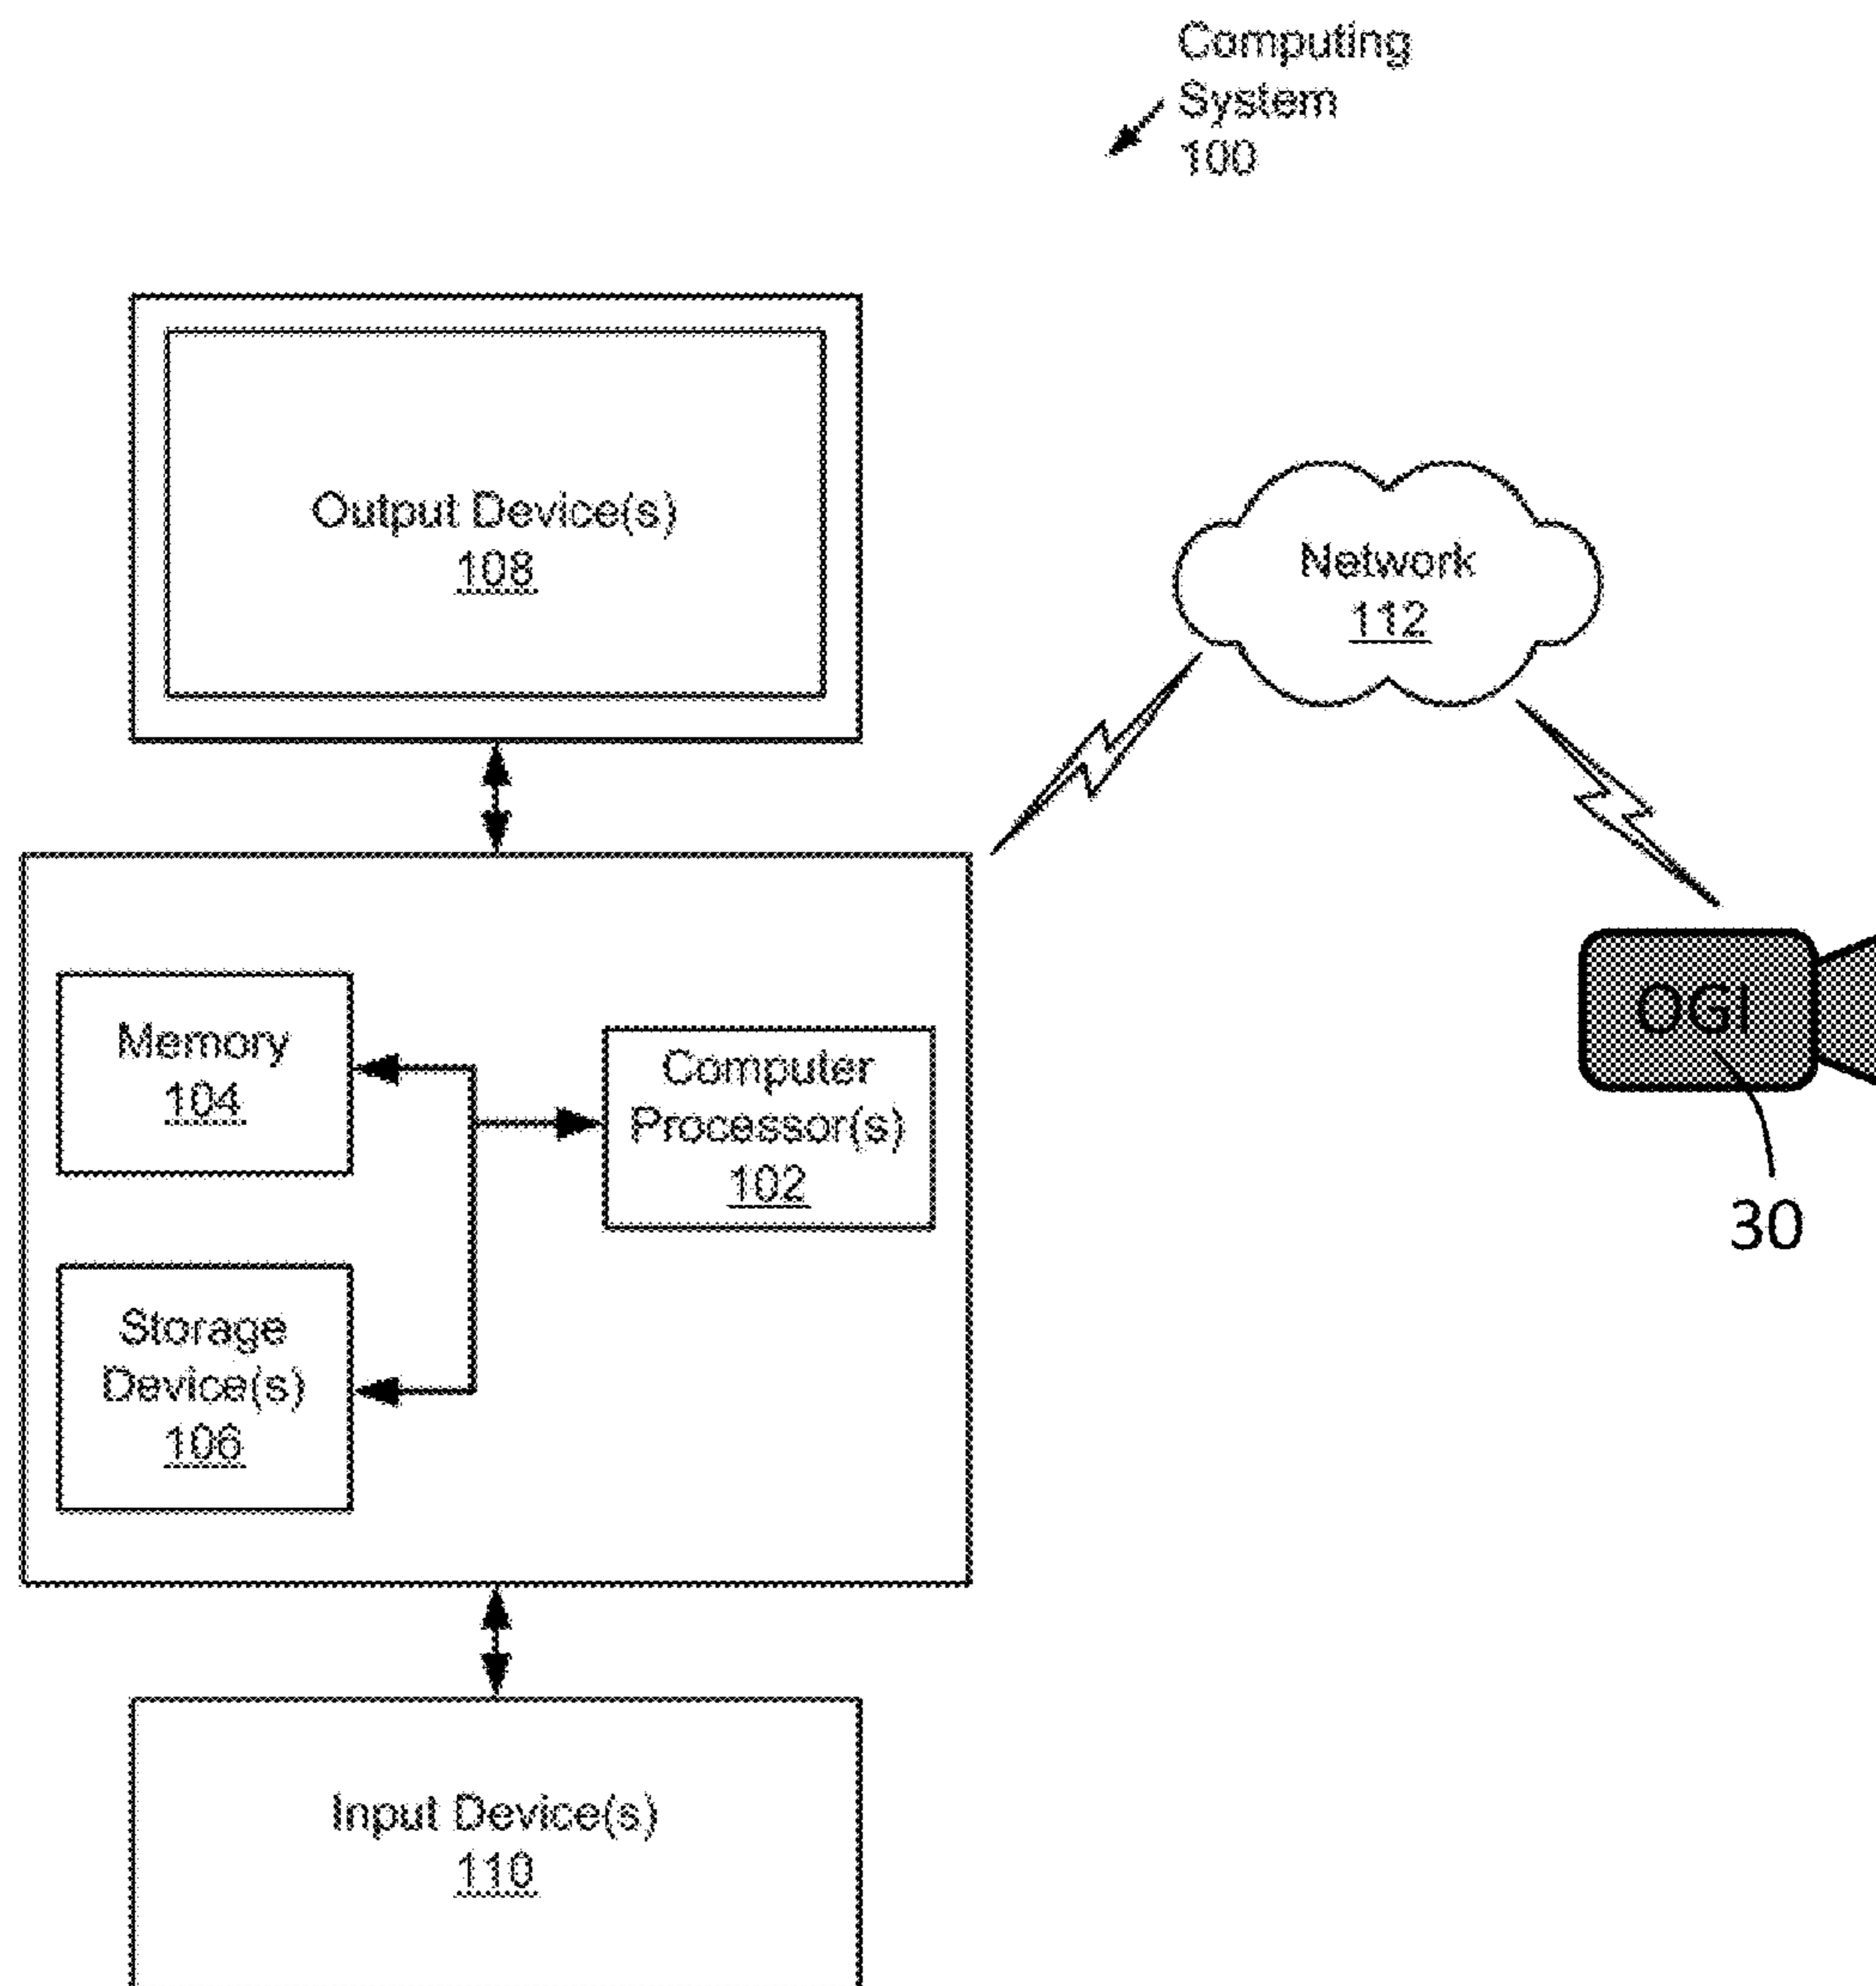 Computing
System
100
Output Device(s)
108
Network
112
Memory
104
Computer
Processor(s)
102
OGI
30
Storage
Device(s)
106
Input Device(s)
110